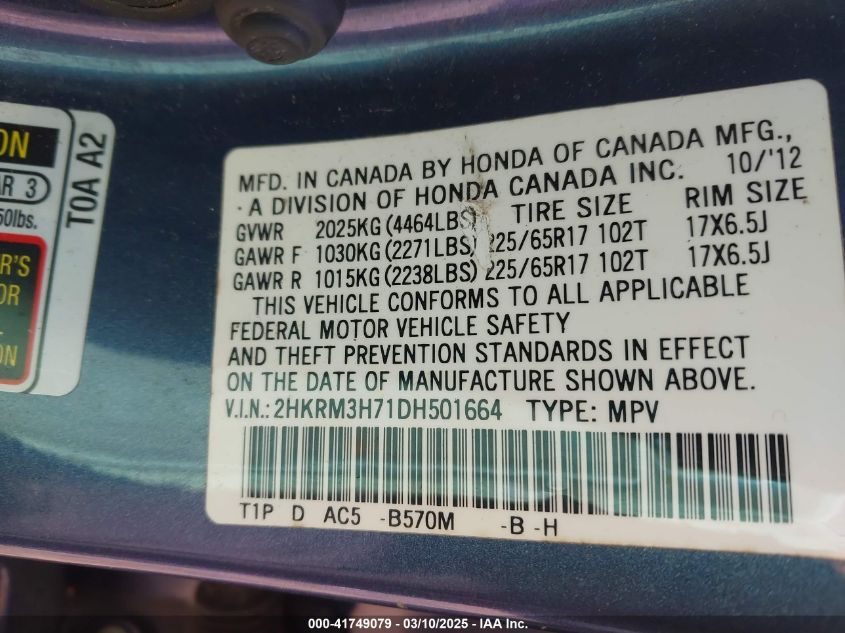 ON
AR 3
50lbs.
TOA A2
R'S
OR
ON
MFD. IN CANADA BY HONDA OF CANADA MFG.,
· A DIVISION OF HONDA CANADA INC. 10/'12
GVWR 2025KG (4464LBS) TIRE SIZE RIM SIZE
GAWR F 1030KG (2271LBS) 225/65R17 102T 17X6.5J
GAWR R 1015KG (2238LBS) 225/65R17 102T 17X6.5J
THIS VEHICLE CONFORMS TO ALL APPLICABLE
FEDERAL MOTOR VEHICLE SAFETY
AND THEFT PREVENTION STANDARDS IN EFFECT
ON THE DATE OF MANUFACTURE SHOWN ABOVE.
V.I.N.: 2HKRM3H71DH501664 TYPE: MPV
T1P D AC5 -B570M -B -H
000-41749079 — 03/10/2025 — IAA Inc.